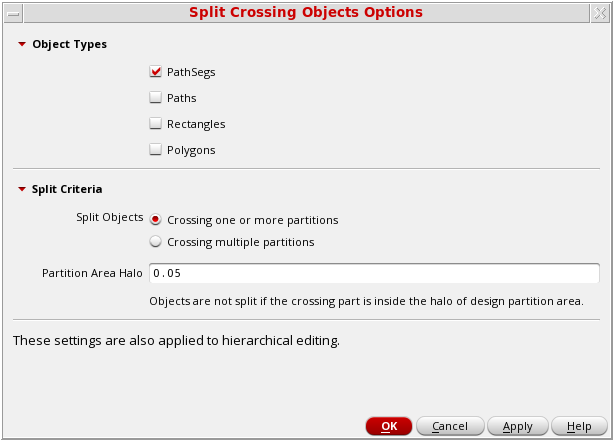 Split Crossing Objects Options
Object Types
PathSegs
Paths
Rectangles
Polygons
Split Criteria
Split Objects Crossing one or more partitions
Crossing multiple partitions
Partition Area Halo 0.05
Objects are not split if the crossing part is inside the halo of design partition area.
These settings are also applied to hierarchical editing.
OK Cancel Apply Help